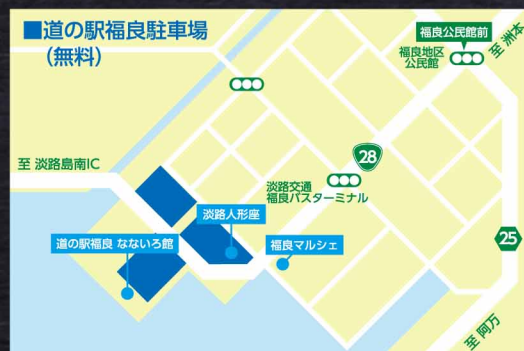 ■道の駅福良駐車場
(無料)
福良公民館前
福良地区
公民館
至 洲本
28
至 淡路島南IC
淡路交通
福良バスターミナル
淡路人形座
道の駅福良 なないろ館
福良マルシェ
25
至 阿万